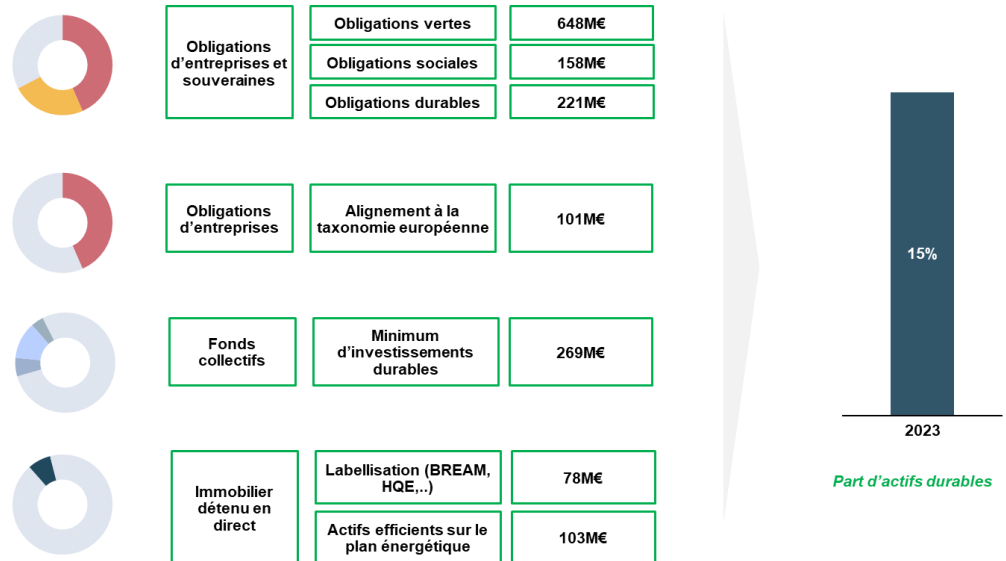 Obligations
d’entreprises et
souveraines
Obligations vertes
648M€
Obligations sociales
158M€
Obligations durables
221M€
Obligations
d’entreprises
Alignement à la
taxonomie européenne
101M€
Fonds
collectifs
Minimum
d’investissements
durables
269M€
Immobilier
détenu en
direct
Labellisation (BREAM,
HQE,..)
78M€
Actifs efficients sur le
plan énergétique
103M€
15%
2023
Part d’actifs durables